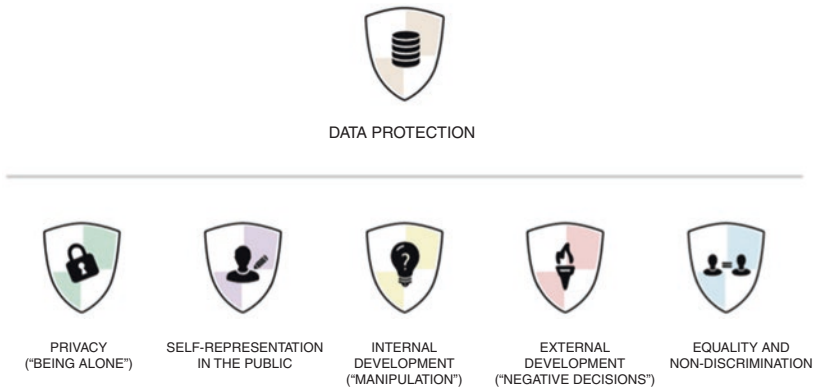 DATA PROTECTION
?
PRIVACY
("BEING ALONE")
SELF-REPRESENTATION
IN THE PUBLIC
INTERNAL
DEVELOPMENT
("MANIPULATION")
EXTERNAL
DEVELOPMENT
("NEGATIVE DECISIONS")
EQUALITY AND
NON-DISCRIMINATION